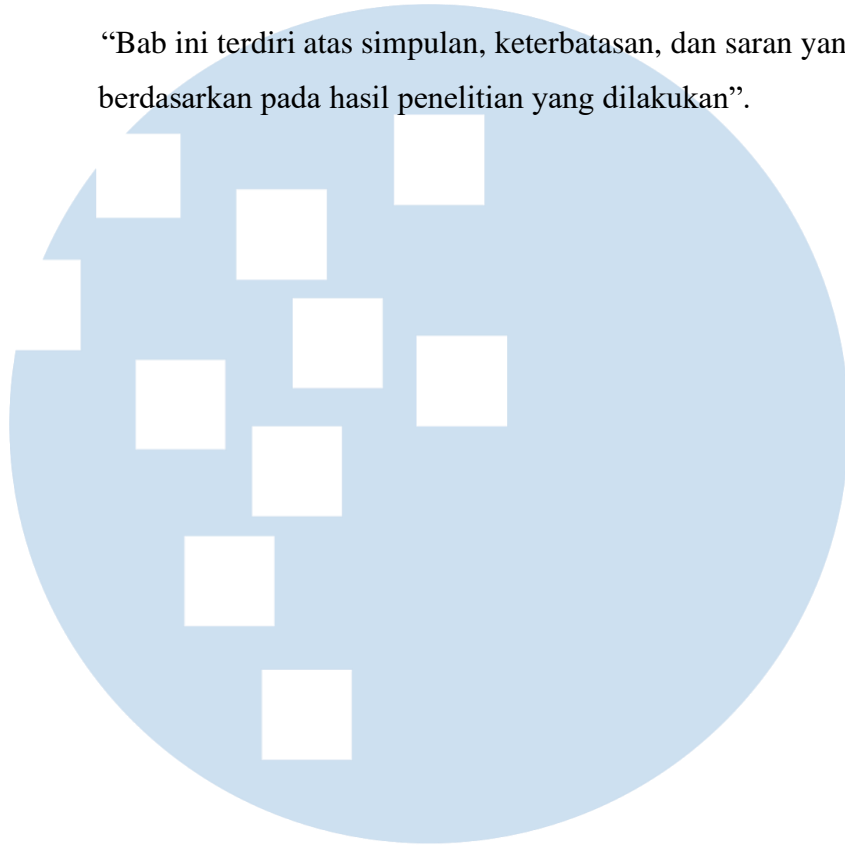 “Bab ini terdiri atas simpulan, keterbatasan, dan saran yan
berdasarkan pada hasil penelitian yang dilakukan”.